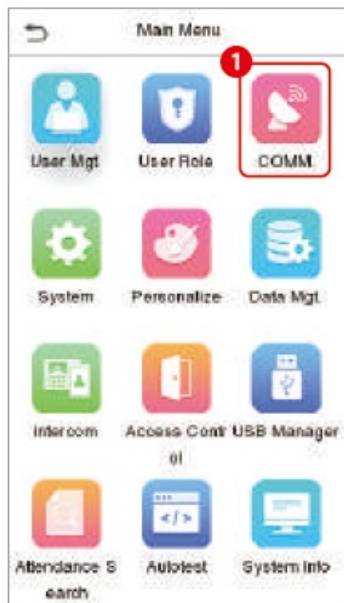 Main Menu
1
User Mgt User Role COMM.
System Personalize Data Mgt.
Intercom Access Contr USB Manager
ol
Attendance S Autotest System Info
earch